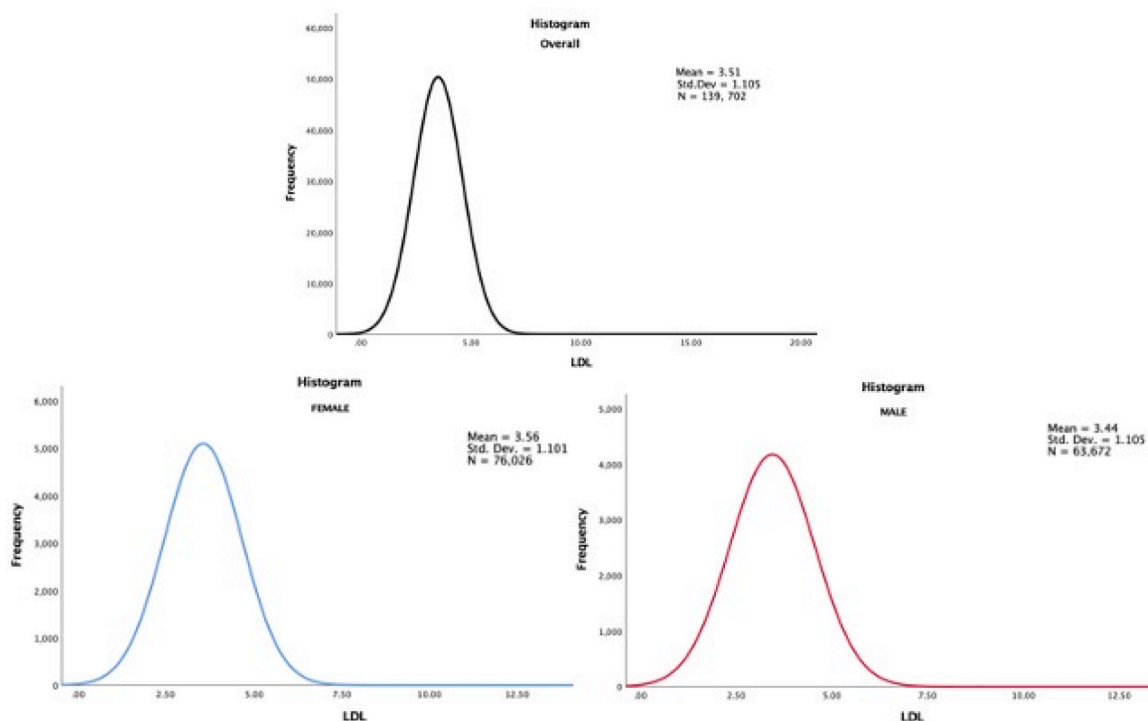 Histogram
Overall
Mean = 3.51
Std.Dev = 1.105
N = 139, 702
Frequency
60,000
50,000
40,000
30,000
20,000
10,000
0
.00 5.00 10.00 15.00 20.00
LDL
Histogram
FEMALE
Mean = 3.56
Std. Dev. = 1.101
N = 76,026
Frequency
6,000
5,000
4,000
3,000
2,000
1,000
0
.00 2.50 5.00 7.50 10.00 12.50
LDL
Histogram
MALE
Mean = 3.44
Std. Dev. = 1.105
N = 63,672
Frequency
5,000
4,000
3,000
2,000
1,000
0
.00 2.50 5.00 7.50 10.00 12.50
LDL